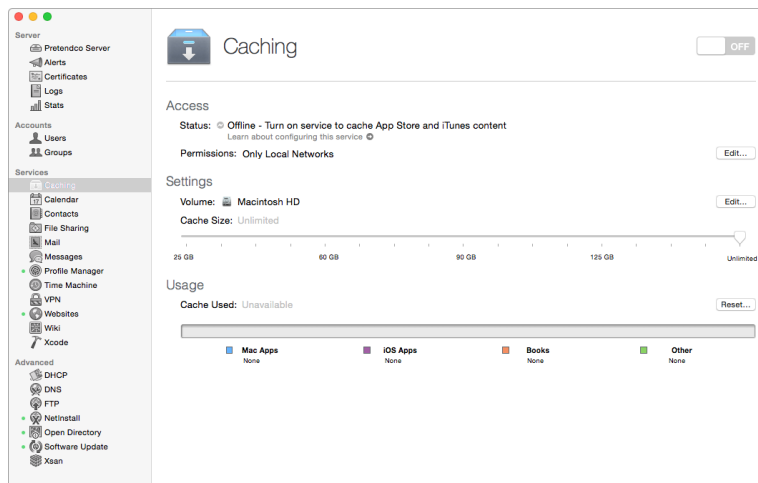 Server
Pretendco Server
Alerts
Certificates
Logs
Stats
Accounts
Users
Groups
Services
Caching
Calendar
Contacts
File Sharing
Mail
Messages
Profile Manager
Time Machine
VPN
Websites
Wiki
Xcode
Advanced
DHCP
DNS
FTP
NetInstall
Open Directory
Software Update
Xsan
Caching
OFF
Access
Status: Offline - Turn on service to cache App Store and iTunes content
Learn about configuring this service
Permissions: Only Local Networks Edit...
Settings
Volume: Macintosh HD Edit...
Cache Size: Unlimited
25 GB 60 GB 90 GB 125 GB Unlimited
Usage
Cache Used: Unavailable Reset...
Mac Apps iOS Apps Books Other
None None None None